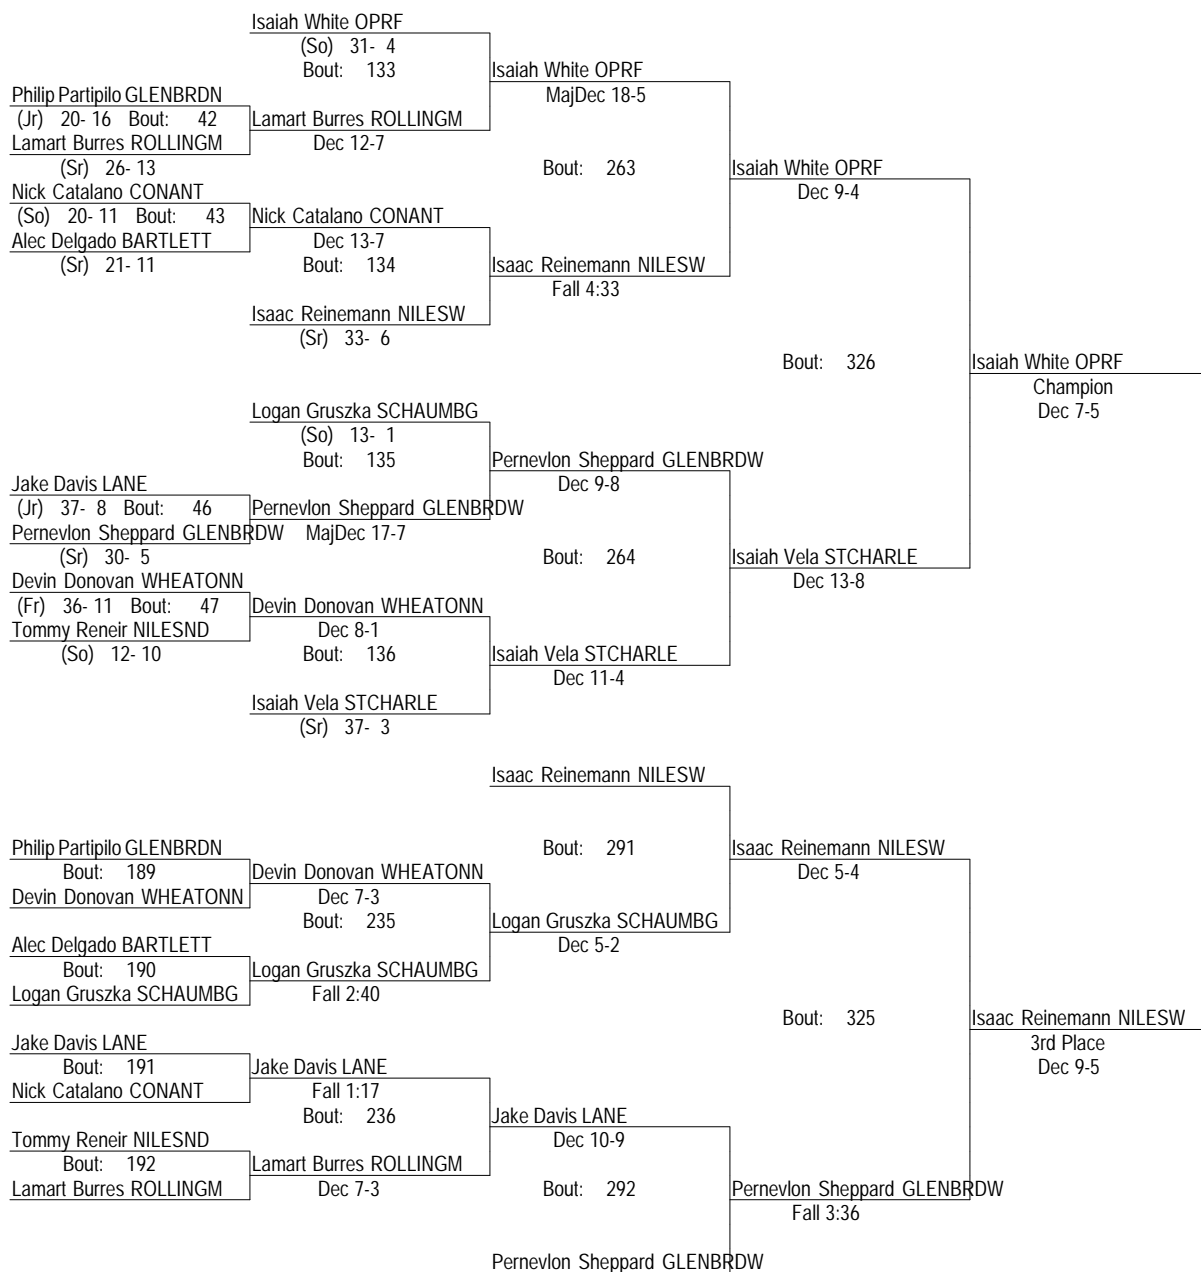 Isaiah White OPRF
(So) 31- 4
Bout: 133
Isaiah White OPRF
MajDec 18-5
Philip Partipilo GLENBRDN
(Jr) 20- 16 Bout: 42
Lamart Burres ROLLINGM
Lamart Burres ROLLINGM
Dec 12-7
(Sr) 26- 13
Bout: 263
Isaiah White OPRF
Dec 9-4
Nick Catalano CONANT
(So) 20- 11 Bout: 43
Nick Catalano CONANT
Alec Delgado BARTLETT
Dec 13-7
(Sr) 21- 11
Bout: 134
Isaac Reinemann NILESW
Fall 4:33
Isaac Reinemann NILESW
(Sr) 33- 6
Bout: 326
Isaiah White OPRF
Champion
Dec 7-5
Logan Gruszka SCHAUMBG
(So) 13- 1
Bout: 135
Pernevlon Sheppard GLENBRDW
Dec 9-8
Jake Davis LANE
(Jr) 37- 8 Bout: 46
Pernevlon Sheppard GLENBRDW
Pernevlon Sheppard GLENBRDW
MajDec 17-7
(Sr) 30- 5
Bout: 264
Isaiah Vela STCHARLE
Dec 13-8
Devin Donovan WHEATONN
(Fr) 36- 11 Bout: 47
Devin Donovan WHEATONN
Tommy Reneir NILESND
Dec 8-1
(So) 12- 10
Bout: 136
Isaiah Vela STCHARLE
Dec 11-4
Isaiah Vela STCHARLE
(Sr) 37- 3
Isaac Reinemann NILESW
Philip Partipilo GLENBRDN
Bout: 189
Devin Donovan WHEATONN
Devin Donovan WHEATONN
Dec 7-3
Bout: 235
Bout: 291
Isaac Reinemann NILESW
Dec 5-4
Logan Gruszka SCHAUMBG
Dec 5-2
Alec Delgado BARTLETT
Bout: 190
Logan Gruszka SCHAUMBG
Logan Gruszka SCHAUMBG
Fall 2:40
Bout: 325
Isaac Reinemann NILESW
3rd Place
Dec 9-5
Jake Davis LANE
Bout: 191
Jake Davis LANE
Nick Catalano CONANT
Fall 1:17
Bout: 236
Jake Davis LANE
Dec 10-9
Tommy Reneir NILESND
Bout: 192
Lamart Burres ROLLINGM
Lamart Burres ROLLINGM
Dec 7-3
Bout: 292
Pernevlon Sheppard GLENBRDW
Fall 3:36
Pernevlon Sheppard GLENBRDW